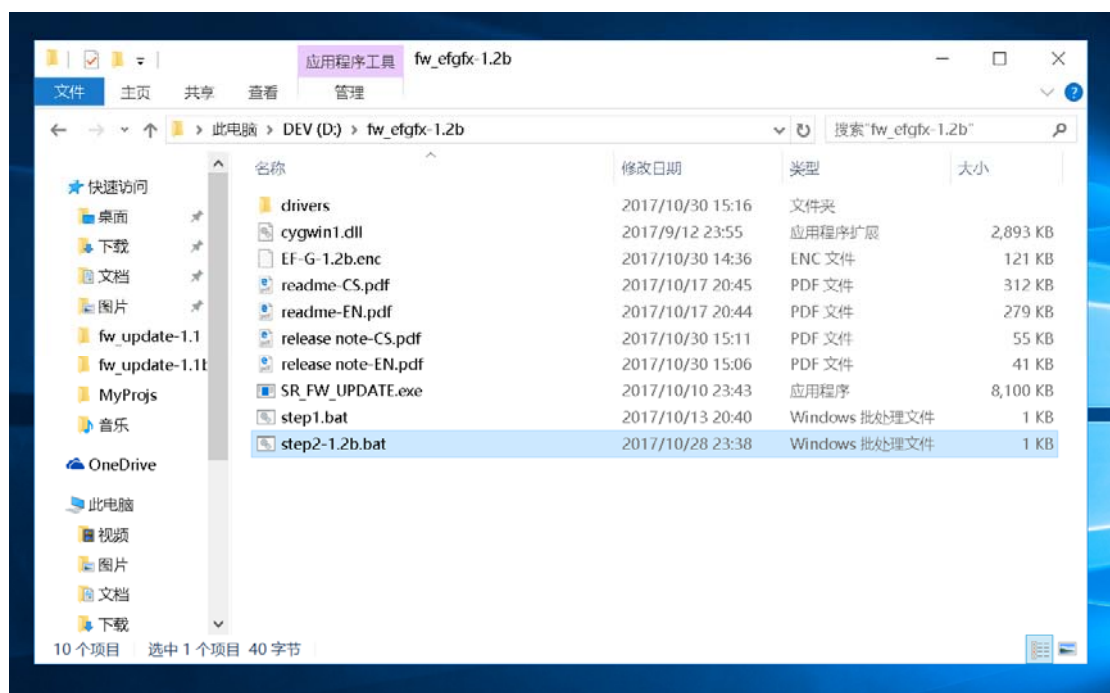 应用程序工具 fw_efgfx-1.2b
文件 主页 共享 查看 管理
此电脑 > DEV (D:) > fw_efgfx-1.2b 搜索"fw_efgfx-1.2b"
名称 修改日期 类型 大小
快速访问
桌面
下载
文档
图片
fw_update-1.1
fw_update-1.1b
MyProjs
音乐
OneDrive
此电脑
视频
图片
文档
下载
drivers 2017/10/30 15:16 文件夹
cygwin1.dll 2017/9/12 23:55 应用程序扩展 2,893 KB
EF-G-1.2b.enc 2017/10/30 14:36 ENC 文件 121 KB
readme-CS.pdf 2017/10/17 20:45 PDF 文件 312 KB
readme-EN.pdf 2017/10/17 20:44 PDF 文件 279 KB
release note-CS.pdf 2017/10/30 15:11 PDF 文件 55 KB
release note-EN.pdf 2017/10/30 15:06 PDF 文件 41 KB
SR_FW_UPDATE.exe 2017/10/10 23:43 应用程序 8,100 KB
step1.bat 2017/10/13 20:40 Windows 批处理文件 1 KB
step2-1.2b.bat 2017/10/28 23:38 Windows 批处理文件 1 KB
10 个项目 选中 1 个项目 40 字节